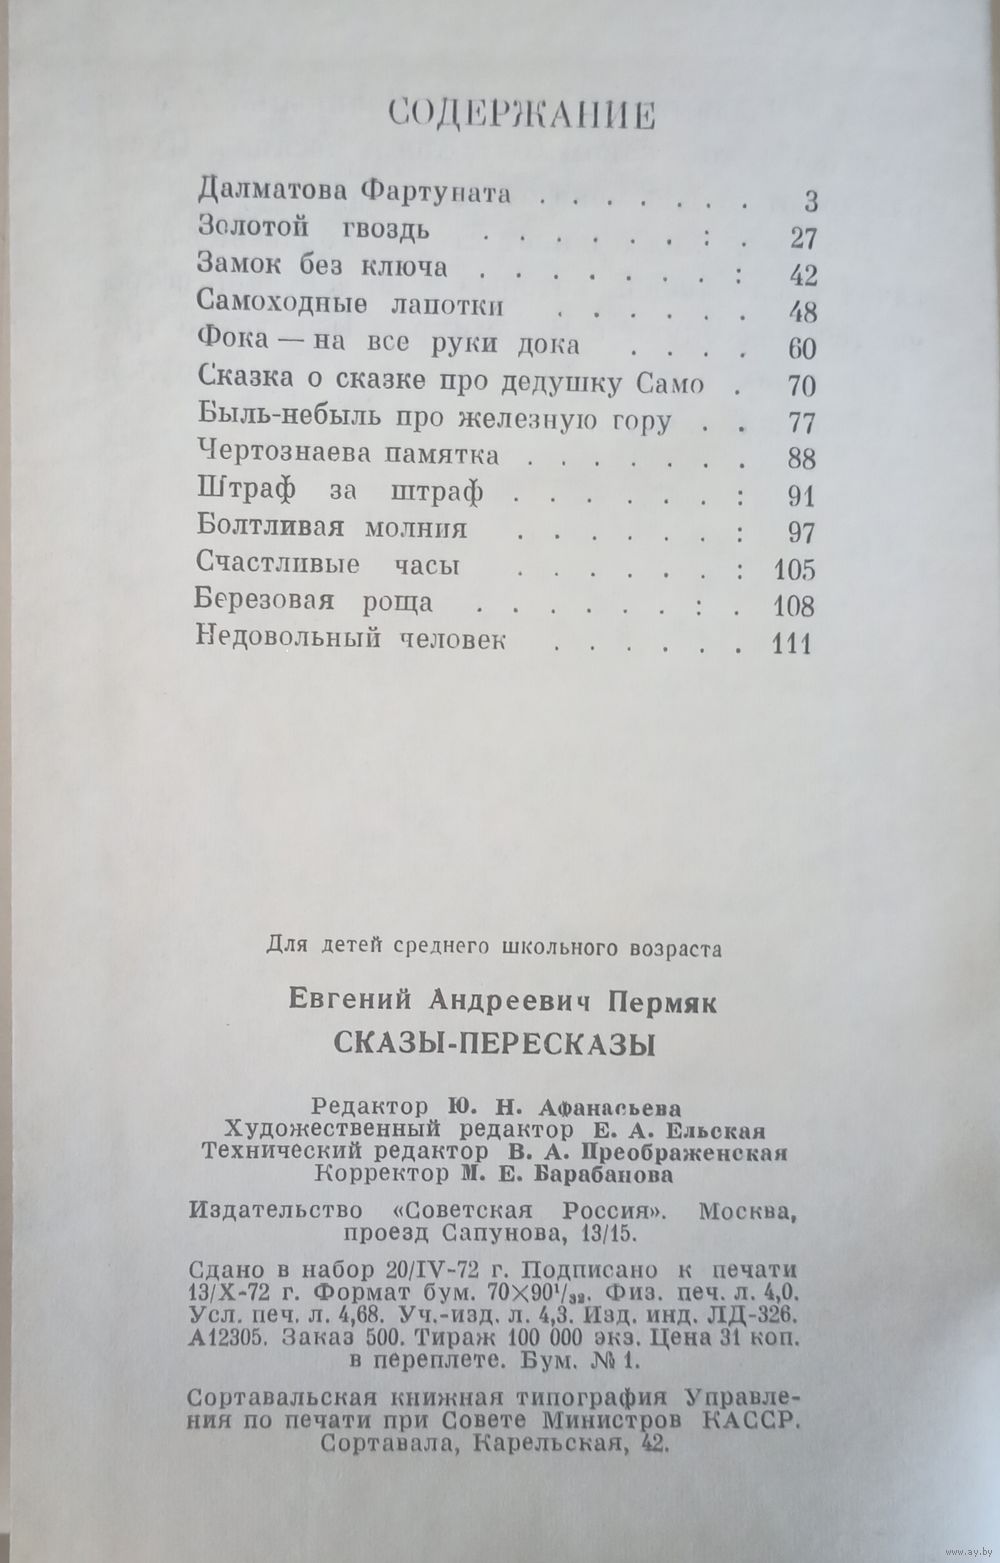 СОДЕРЖАНИЕ
Далматова Фартуната . . . . . . . 3
Золотой гвоздь . . . . . . : . 27
Замок без ключа . . . . . . . : 42
Самоходные лапотки . . . . . . 48
Фока — на все руки дока . . . . 60
Сказка о сказке про дедушку Само . 70
Быль-небыль про железную гору . . 77
Чертознаева памятка . . . . . . . 88
Штраф за штраф . . . . . . : 91
Болтливая молния . . . . . . : 97
Счастливые часы . . . . . . : 105
Березовая роща . . . . . . : . 108
Недовольный человек . . . . . . 111
Для детей среднего школьного возраста
Евгений Андреевич Пермяк
СКАЗЫ-ПЕРЕСКАЗЫ
Редактор Ю. Н. Афанасьева
Художественный редактор Е. А. Ельская
Технический редактор В. А. Преображенская
Корректор М. Е. Барабанова
Издательство «Советская Россия». Москва,
проезд Сапунова, 13/15.
Сдано в набор 20/IV-72 г. Подписано к печати
13/X-72 г. Формат бум. 70×90¹/₃₂. Физ. печ. л. 4,0.
Усл. печ. л. 4,68. Уч.-изд. л. 4,3. Изд. инд. ЛД-326.
А12305. Заказ 500. Тираж 100 000 экз. Цена 31 коп.
в переплете. Бум. № 1.
Сортавальская книжная типография Управле-
ния по печати при Совете Министров КАССР.
Сортавала, Карельская, 42.
www.ay.by